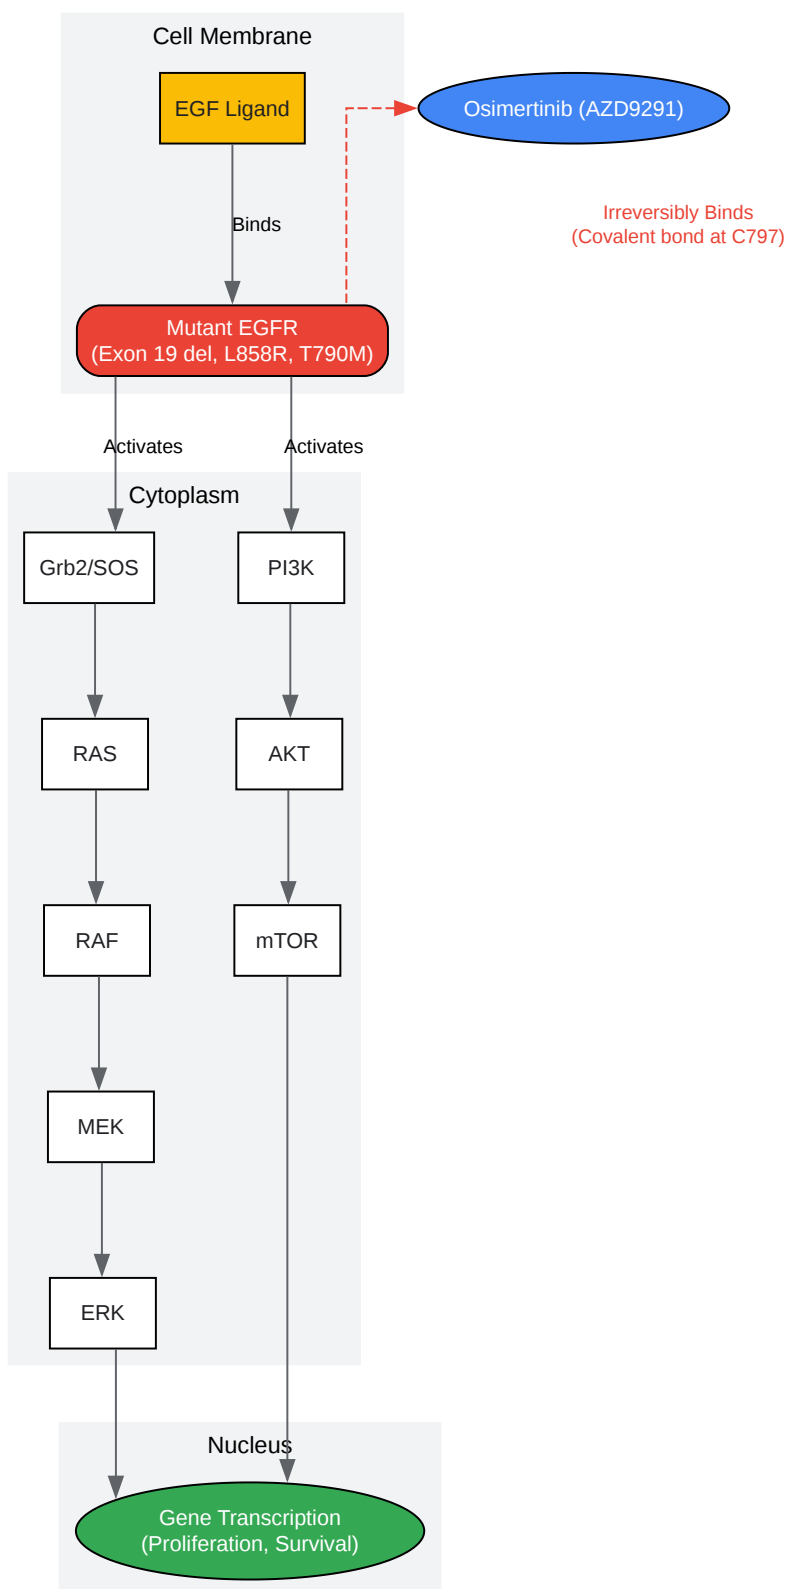 Cell Membrane
EGF Ligand
Osimertinib (AZD9291)
Binds
Irreversibly Binds
(Covalent bond at C797)
Mutant EGFR
(Exon 19 del, L858R, T790M)
Activates
Activates
Cytoplasm
Grb2/SOS
PI3K
RAS
AKT
RAF
mTOR
MEK
ERK
Nucleus
Gene Transcription
(Proliferation, Survival)